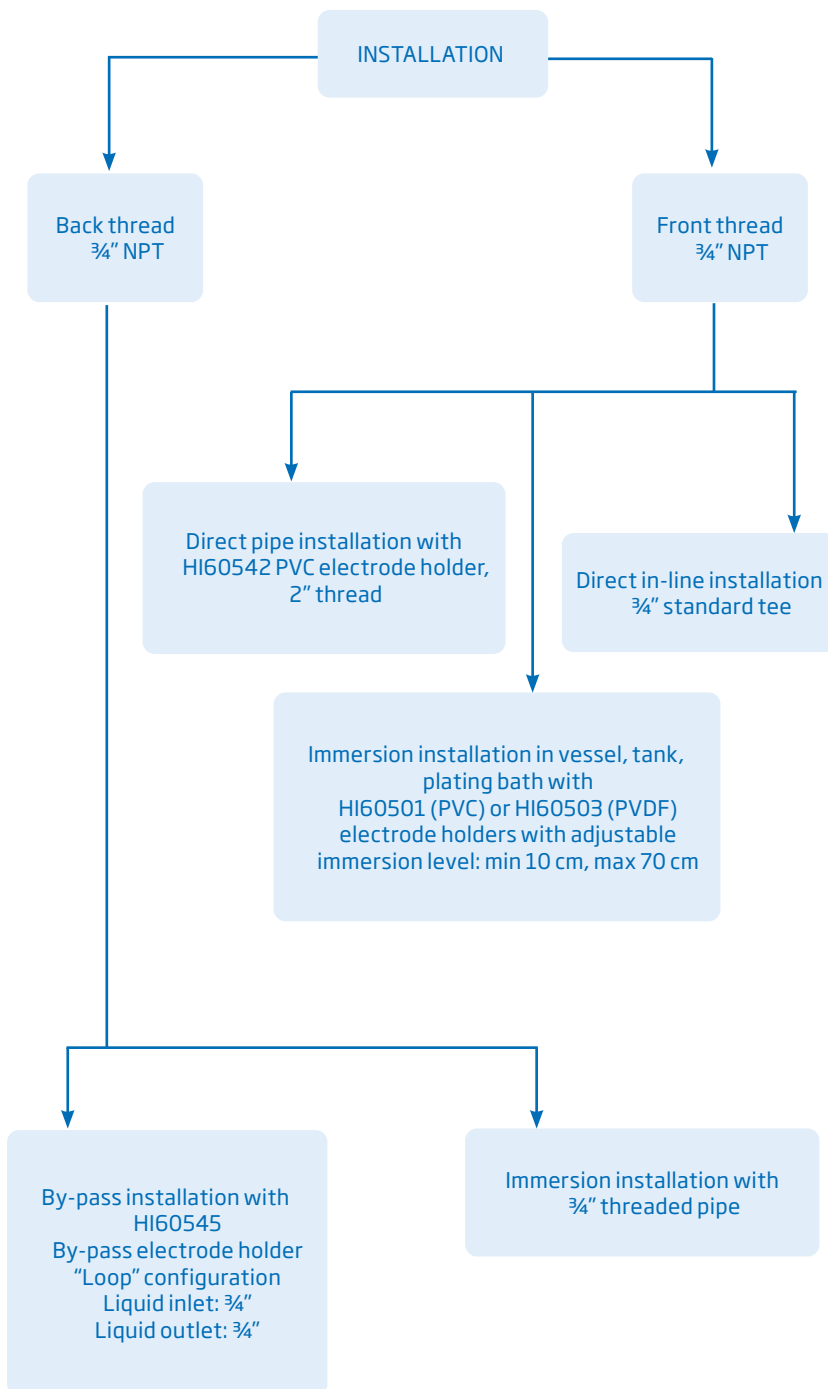 INSTALLATION
Back thread
¾” NPT
Front thread
¾” NPT
Direct pipe installation with
HI60542 PVC electrode holder,
2” thread
Direct in-line installation
¾” standard tee
Immersion installation in vessel, tank,
plating bath with
HI60501 (PVC) or HI60503 (PVDF)
electrode holders with adjustable
immersion level: min 10 cm, max 70 cm
By-pass installation with
HI60545
By-pass electrode holder
“Loop” configuration
Liquid inlet: ¾”
Liquid outlet: ¾”
Immersion installation with
¾” threaded pipe